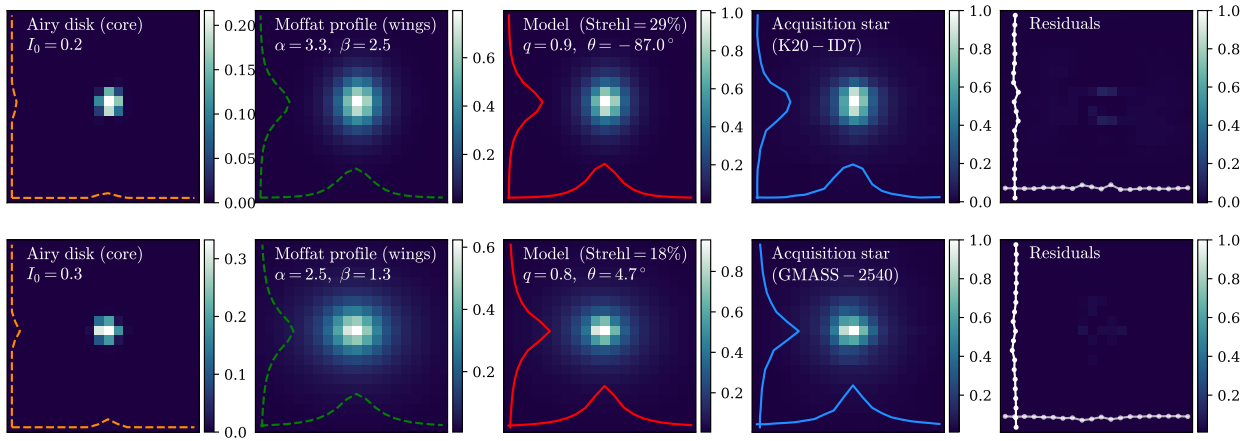 Airy disk (core)
I₀ = 0.2
0.20
0.15
0.10
0.05
0.00
Moffat profile (wings)
α = 3.3, β = 2.5
0.6
0.4
0.2
Model (Strehl = 29%)
q = 0.9, θ = −87.0°
1.0
0.8
0.6
0.4
0.2
Acquisition star
(K20 − ID7)
1.0
0.8
0.6
0.4
0.2
0.0
Residuals
1.0
0.8
0.6
0.4
0.2
0.0
Airy disk (core)
I₀ = 0.3
0.3
0.2
0.1
0.0
Moffat profile (wings)
α = 2.5, β = 1.3
0.6
0.4
0.2
Model (Strehl = 18%)
q = 0.8, θ = 4.7°
0.8
0.6
0.4
0.2
Acquisition star
(GMASS − 2540)
1.0
0.8
0.6
0.4
0.2
Residuals
1.0
0.8
0.6
0.4
0.2